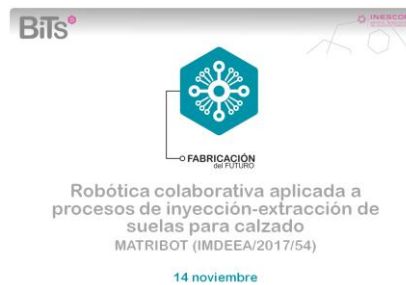 BiTs
INESCOP
FABRICACIÓN
del FUTURO
Robótica colaborativa aplicada a
procesos de inyección-extracción de
suelas para calzado
MATRIBOT (IMDEEA/2017/54)
14 noviembre